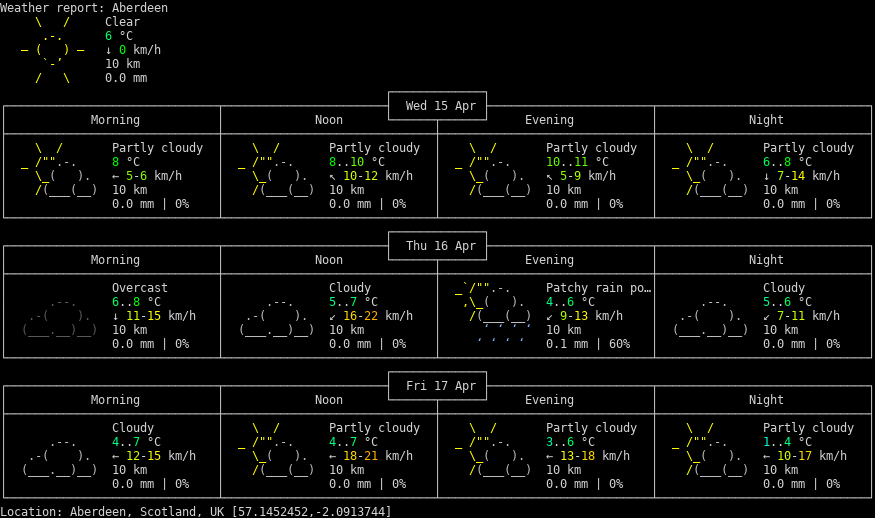 Weather report: Aberdeen
Clear
6 °C
↓ 0 km/h
10 km
0.0 mm
Wed 15 Apr
Morning Noon Evening Night
Partly cloudy Partly cloudy Partly cloudy Partly cloudy
8 °C 8..10 °C 10..11 °C 6..8 °C
← 5-6 km/h ↖ 10-12 km/h ↖ 5-9 km/h ↓ 7-14 km/h
10 km 10 km 10 km 10 km
0.0 mm | 0% 0.0 mm | 0% 0.0 mm | 0% 0.0 mm | 0%
Thu 16 Apr
Morning Noon Evening Night
Overcast Cloudy Patchy rain po… Cloudy
6..8 °C 5..7 °C 4..6 °C 5..6 °C
↓ 11-15 km/h ↙ 16-22 km/h ↙ 9-13 km/h ↙ 7-11 km/h
10 km 10 km 10 km 10 km
0.0 mm | 0% 0.0 mm | 0% 0.1 mm | 60% 0.0 mm | 0%
Fri 17 Apr
Morning Noon Evening Night
Cloudy Partly cloudy Partly cloudy Partly cloudy
4..7 °C 4..7 °C 3..6 °C 1..4 °C
← 12-15 km/h ← 18-21 km/h ← 13-18 km/h ← 10-17 km/h
10 km 10 km 10 km 10 km
0.0 mm | 0% 0.0 mm | 0% 0.0 mm | 0% 0.0 mm | 0%
Location: Aberdeen, Scotland, UK [57.1452452,-2.0913744]